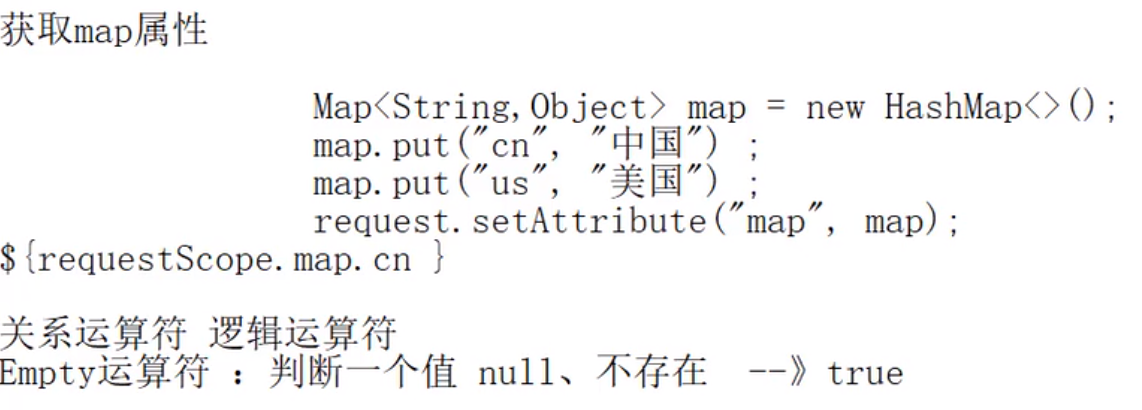 获取map属性
Map<String,Object> map = new HashMap<>();
map.put("cn", "中国") ;
map.put("us", "美国") ;
request.setAttribute("map", map);
${requestScope.map.cn }
关系运算符 逻辑运算符
Empty运算符 ：判断一个值 null、不存在 --》true